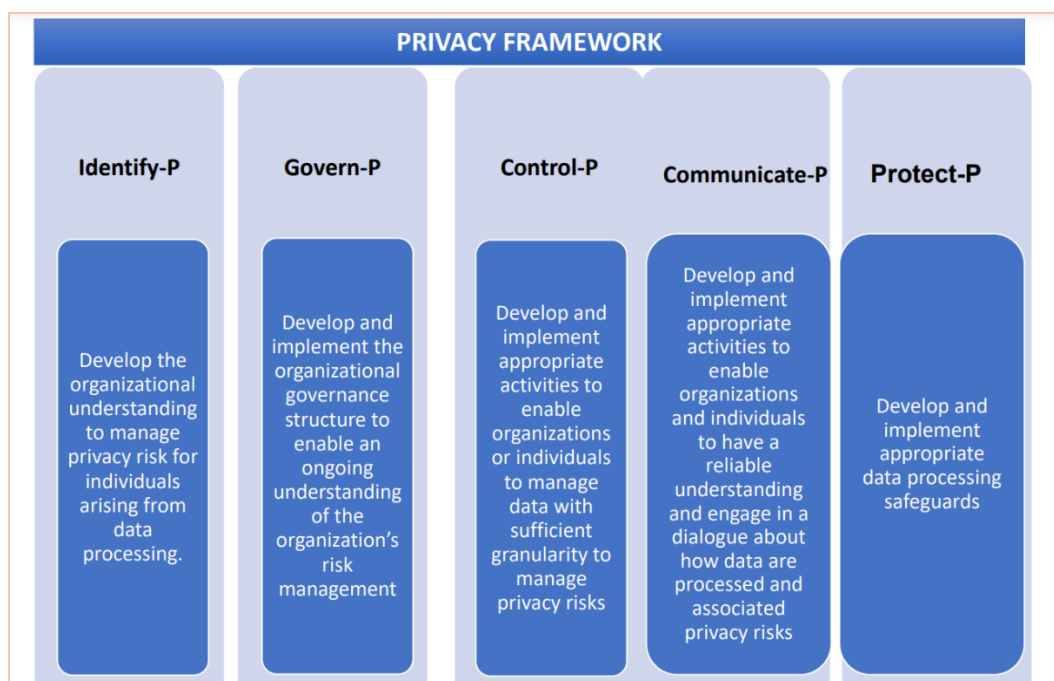 PRIVACY FRAMEWORK
Identify-P
Develop the
organizational
understanding
to manage
privacy risk for
individuals
arising from
data
processing.
Govern-P
Develop and
implement the
organizational
governance
structure to
enable an
ongoing
understanding
of the
organization’s
risk
management
Control-P
Develop and
implement
appropriate
activities to
enable
organizations
or individuals
to manage
data with
sufficient
granularity to
manage
privacy risks
Communicate-P
Develop and
implement
appropriate
activities to
enable
organizations
and individuals
to have a
reliable
understanding
and engage in a
dialogue about
how data are
processed and
associated
privacy risks
Protect-P
Develop and
implement
appropriate
data processing
safeguards